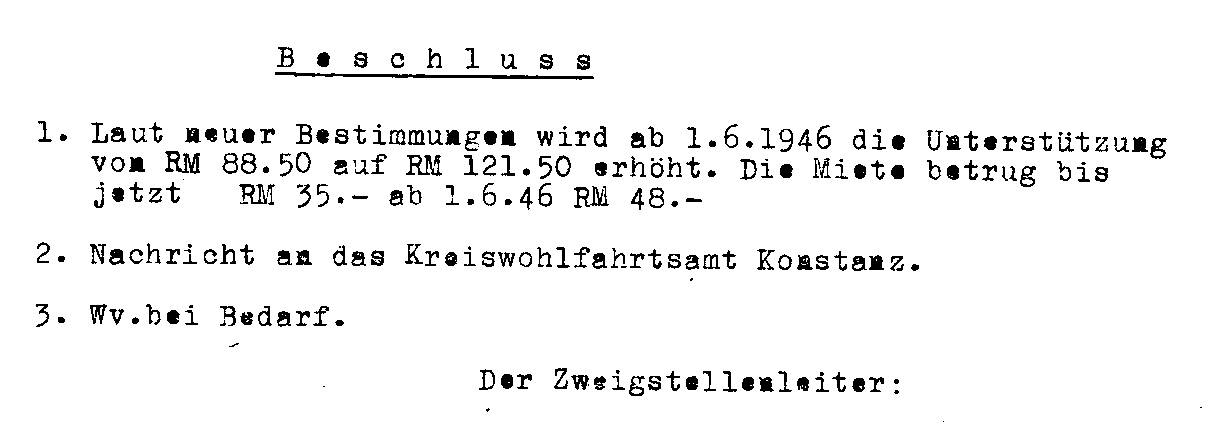 B e s c h l u s s
1. Laut neuer Bestimmungen wird ab 1.6.1946 die Unterstützung
von RM 88.50 auf RM 121.50 erhöht. Die Miete betrug bis
jetzt RM 35.- ab 1.6.46 RM 48.-
2. Nachricht an das Kreiswohlfahrtsamt Konstanz.
3. Wv.bei Bedarf.
Der Zweigstellenleiter: